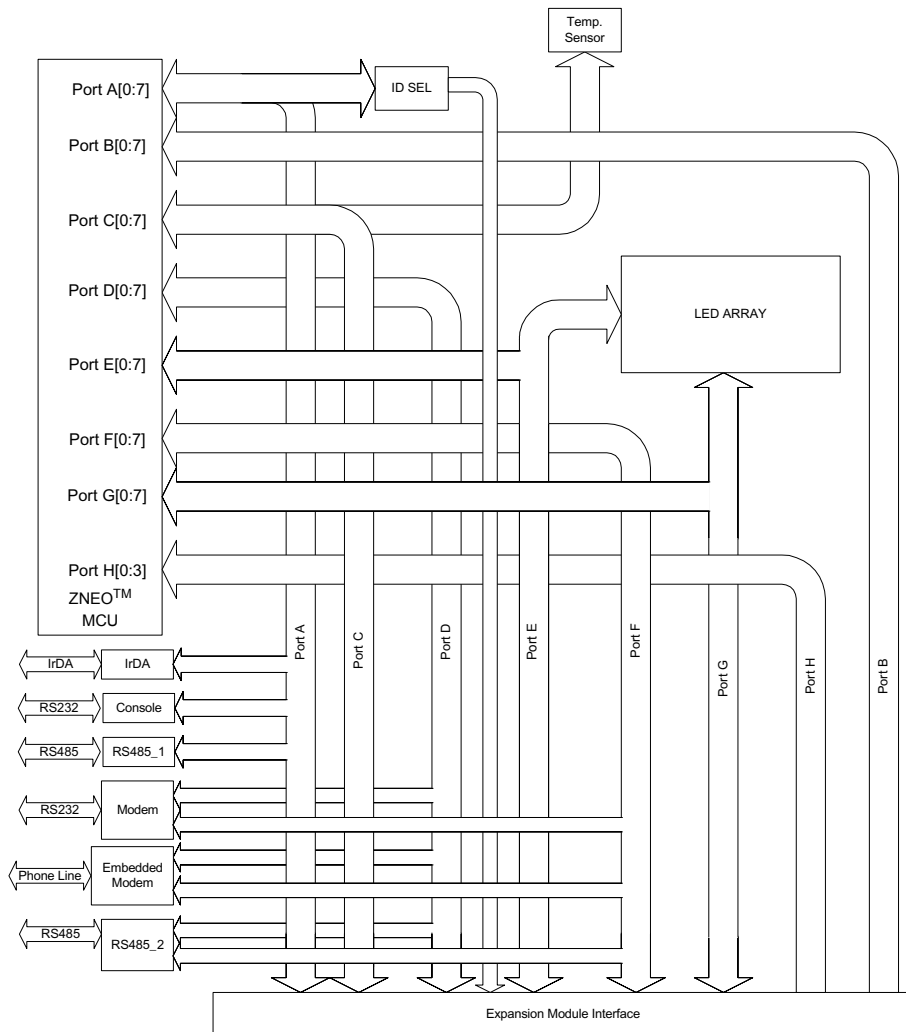 Temp.
Sensor
Port A[0:7]
ID SEL
Port B[0:7]
Port C[0:7]
Port D[0:7]
LED ARRAY
Port E[0:7]
Port F[0:7]
Port G[0:7]
Port H[0:3]
ZNEO™
MCU
Port A
Port C
Port D
Port E
Port F
Port G
Port H
Port B
IrDA
IrDA
RS232
Console
RS485
RS485_1
RS232
Modem
Phone Line
Embedded
Modem
RS485
RS485_2
Expansion Module Interface